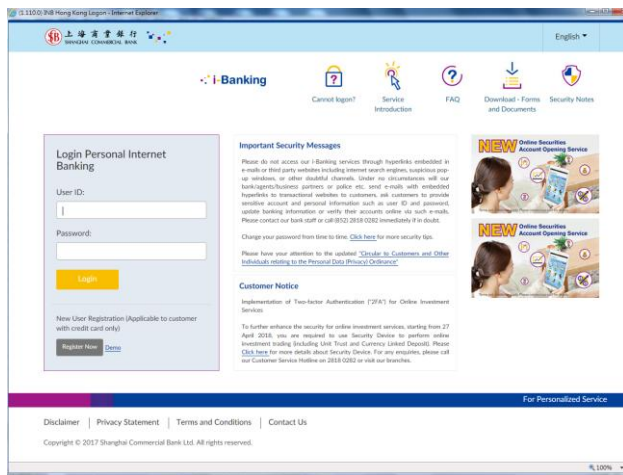 (1.110.0) INB Hong Kong Logon - Internet Explorer
上海商業銀行
SHANGHAI COMMERCIAL BANK
English
i-Banking
Cannot logon?
Service Introduction
FAQ
Download - Forms and Documents
Security Notes
Login Personal Internet
Banking
User ID:
Password:
Login
New User Registration (Applicable to customer
with credit card only)
Register Now Demo
Important Security Messages
Please do not access our i-Banking services through hyperlinks embedded in
e-mails or third party websites including internet search engines, suspicious pop-
up windows, or other doubtful channels. Under no circumstances will our
bank/agents/business partners or police etc. send e-mails with embedded
hyperlinks to transactional websites to customers, ask customers to provide
sensitive account and personal information such as user ID and password,
update banking information or verify their accounts online via such e-mails.
Please contact our bank staff or call (852) 2818 0282 immediately if in doubt.
Change your password from time to time. Click here for more security tips.
Please have your attention to the updated "Circular to Customers and Other
Individuals relating to the Personal Data (Privacy) Ordinance"
Customer Notice
Implementation of Two-factor Authentication ("2FA") for Online Investment
Services
To further enhance the security for online investment services, starting from 27
April 2018, you are required to use Security Device to perform online
investment trading (including Unit Trust and Currency Linked Deposit). Please
Click here for more details about Security Device. For any enquiries, please call
our Customer Service Hotline on 2818 0282 or visit our branches.
NEW Online Securities
Account Opening Service
NEW Online Securities
Account Opening Service
For Personalized Service
Disclaimer | Privacy Statement | Terms and Conditions | Contact Us
Copyright © 2017 Shanghai Commercial Bank Ltd. All rights reserved.
100%